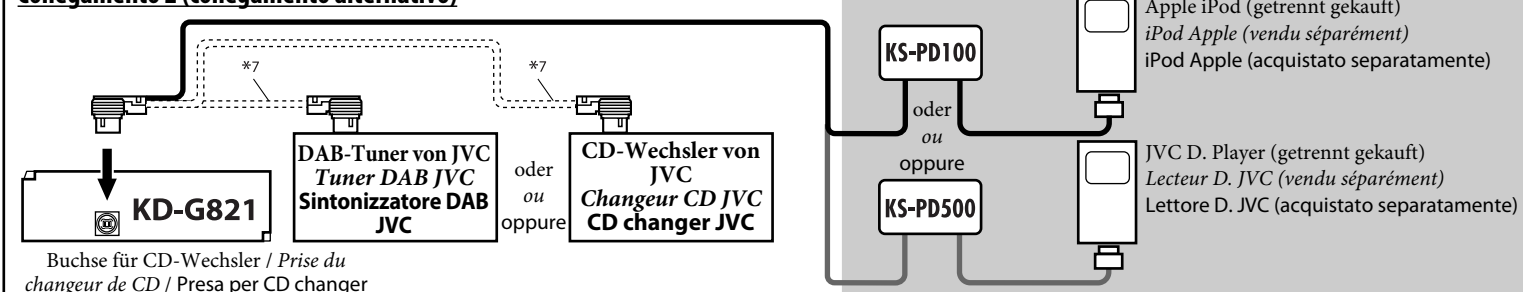 Collegamento 2 (collegamento alternativo)
*7
*7
KD-G821
Buchse für CD-Wechsler / Prise du
changeur de CD / Presa per CD changer
DAB-Tuner von JVC
Tuner DAB JVC
Sintonizzatore DAB
JVC
oder
ou
oppure
CD-Wechsler von
JVC
Changeur CD JVC
CD changer JVC
KS-PD100
oder
ou
oppure
KS-PD500
Apple iPod (getrennt gekauft)
iPod Apple (vendu séparément)
iPod Apple (acquistato separatamente)
JVC D. Player (getrennt gekauft)
Lecteur D. JVC (vendu séparément)
Lettore D. JVC (acquistato separatamente)